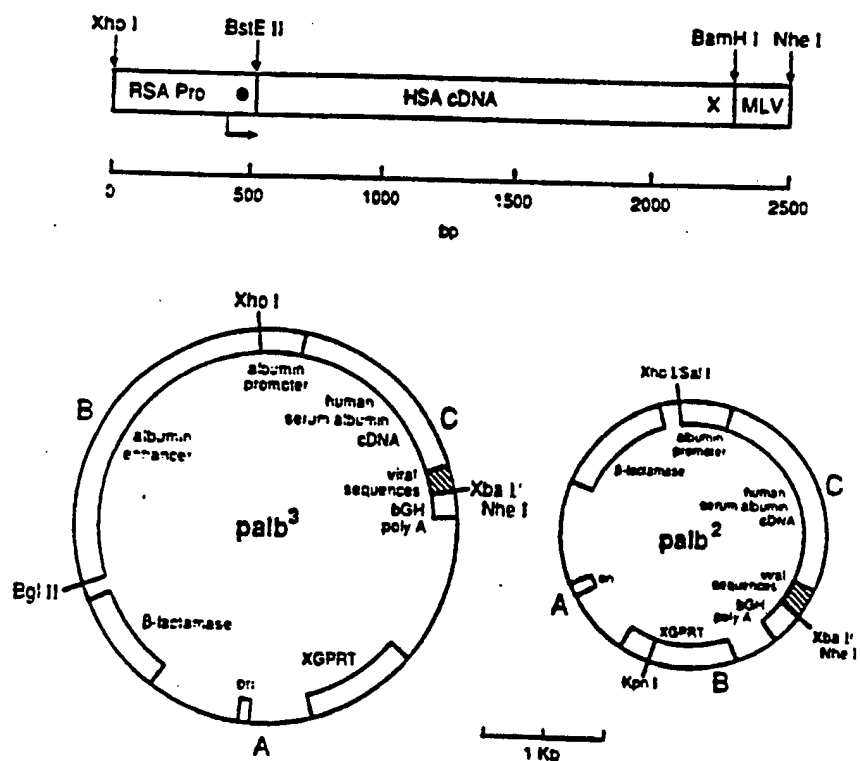 Xho I BstE II BamH I Nhe I
RSA Pro HSA cDNA X MLV
0 500 1000 1500 2000 2500
bp
Xho I
albumin
promoter
human
serum albumin
cDNA
C
B
albumin
enhancer
viral
sequences
Xba I'
Nhe I
bGH
poly A
palb3
Bgl II
β-lactamase
XGPRT
ori
A
Xho I/Sal I
albumin
promoter
β-lactamase
C
human
serum albumin
cDNA
palb2
ori
A
viral
sequences
bGH
poly A
Xba I'
Nhe I
XGPRT
Kpn I
B
1 Kb